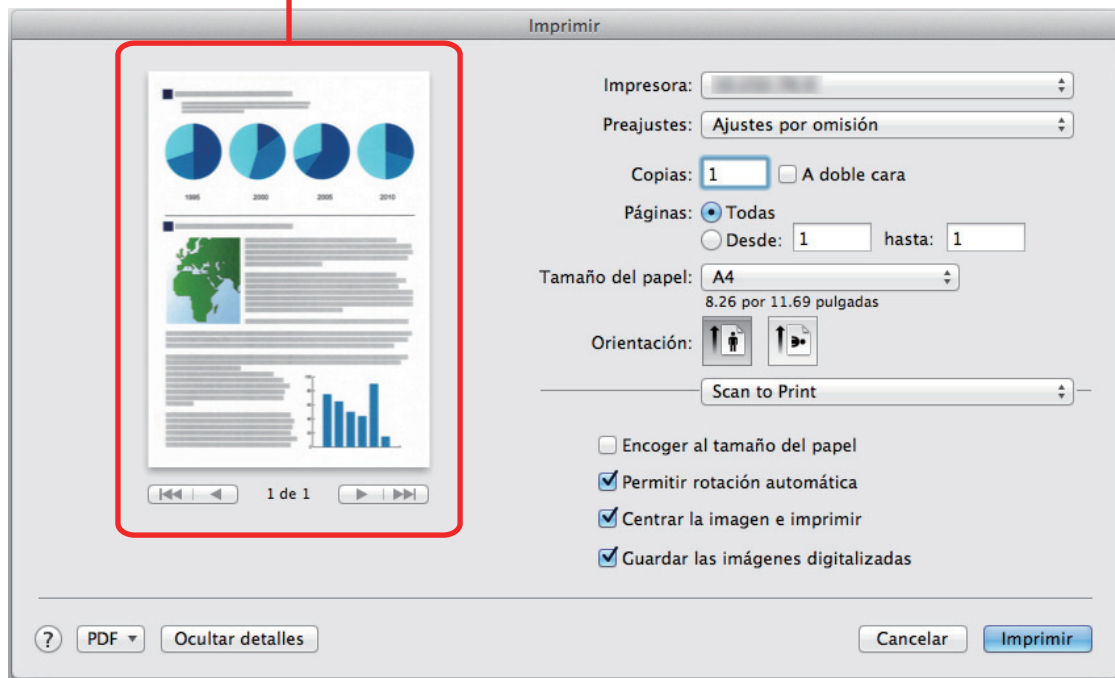 Imprimir
1995 2000 2005 2010
1 de 1
Impresora:
Preajustes: Ajustes por omisión
Copias: 1 A doble cara
Páginas: Todas
Desde: 1 hasta: 1
Tamaño del papel: A4
8.26 por 11.69 pulgadas
Orientación:
Scan to Print
Encoger al tamaño del papel
Permitir rotación automática
Centrar la imagen e imprimir
Guardar las imágenes digitalizadas
? PDF Ocultar detalles Cancelar Imprimir